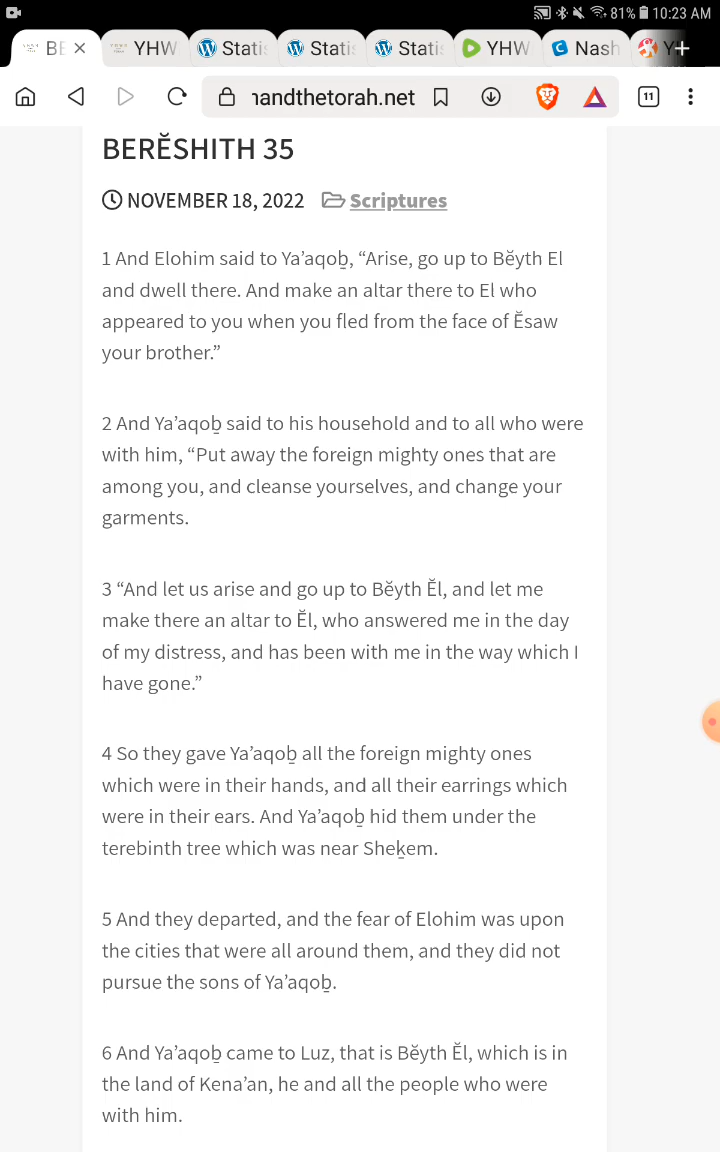 81% 10:23 AM
BE YHW Statis Statis Statis YHW Nash Y
handthetorah.net 11
BERĔSHITH 35
NOVEMBER 18, 2022 Scriptures
1 And Elohim said to Ya’aqoḇ, “Arise, go up to Bĕyth El
and dwell there. And make an altar there to El who
appeared to you when you fled from the face of Ĕsaw
your brother.”
2 And Ya’aqoḇ said to his household and to all who were
with him, “Put away the foreign mighty ones that are
among you, and cleanse yourselves, and change your
garments.
3 “And let us arise and go up to Bĕyth Ĕl, and let me
make there an altar to Ĕl, who answered me in the day
of my distress, and has been with me in the way which I
have gone.”
4 So they gave Ya’aqoḇ all the foreign mighty ones
which were in their hands, and all their earrings which
were in their ears. And Ya’aqoḇ hid them under the
terebinth tree which was near Sheḵem.
5 And they departed, and the fear of Elohim was upon
the cities that were all around them, and they did not
pursue the sons of Ya’aqoḇ.
6 And Ya’aqoḇ came to Luz, that is Bĕyth Ĕl, which is in
the land of Kena’an, he and all the people who were
with him.